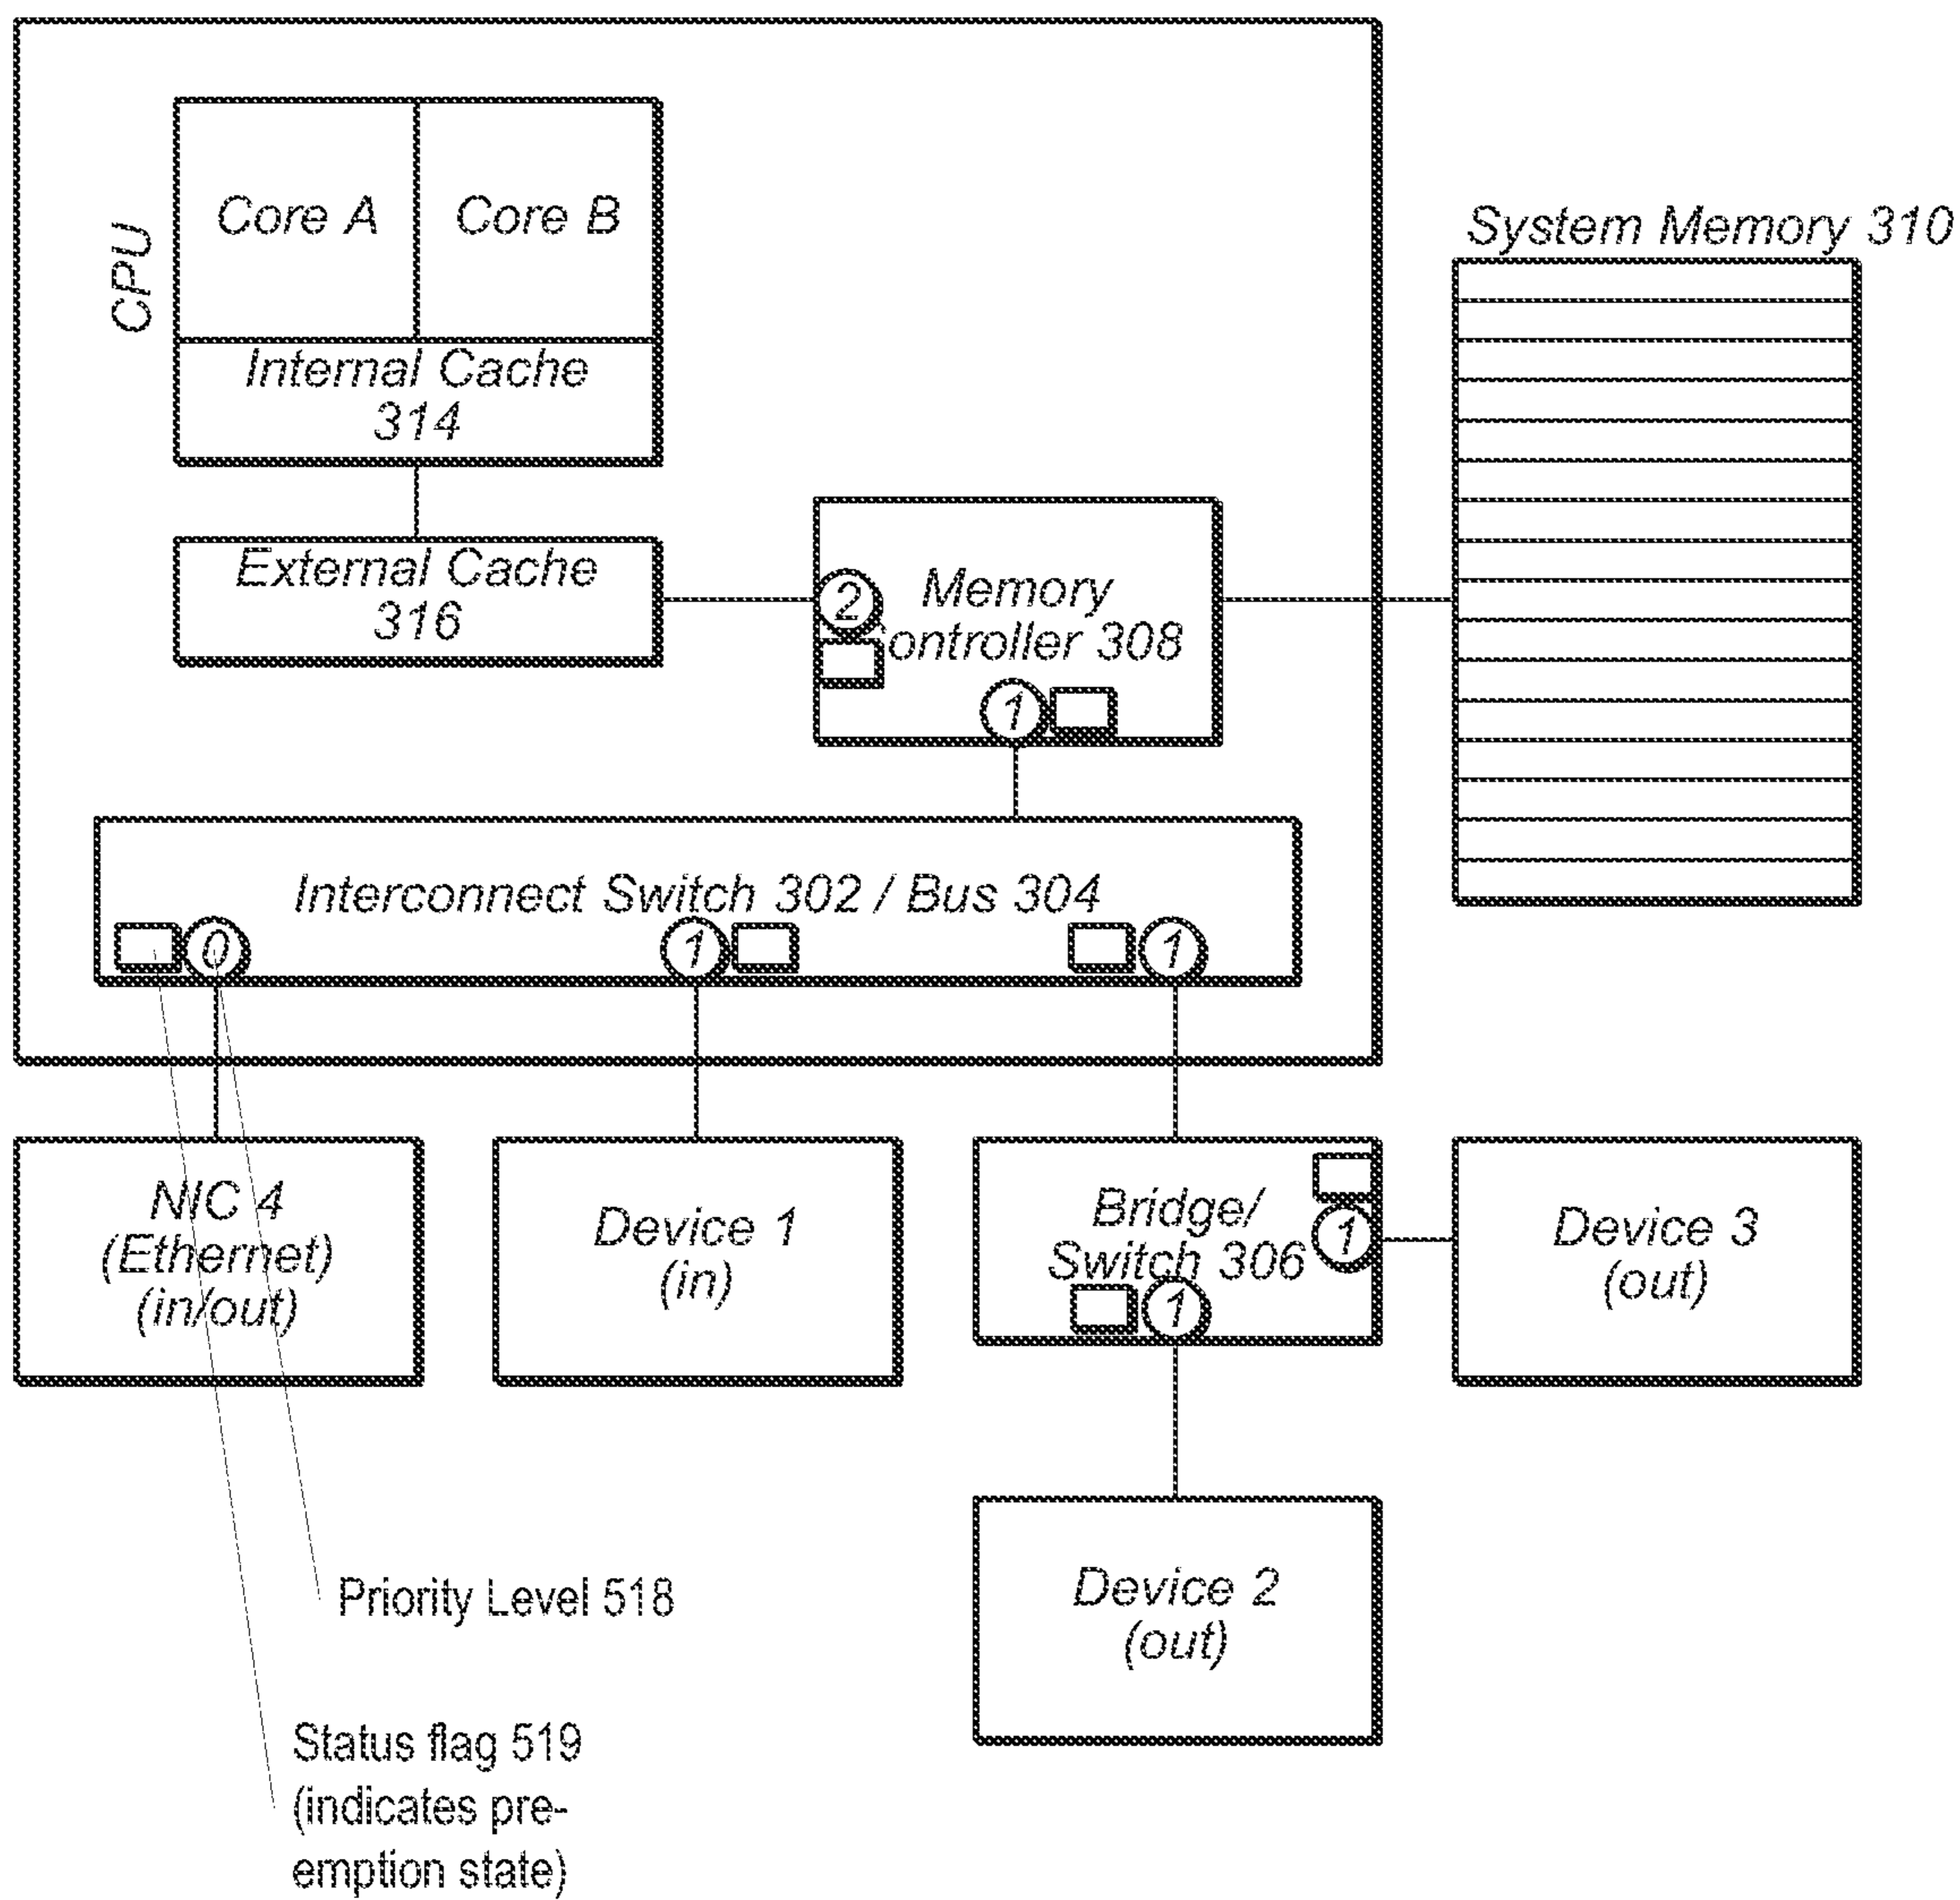 CPU
Core A
Core B
Internal Cache
314
External Cache
316
2
Memory
ontroller 308
1
System Memory 310
Interconnect Switch 302 / Bus 304
0
1
1
NIC 4
(Ethernet)
(in/out)
Device 1
(in)
Bridge/
Switch 306
1
1
Device 3
(out)
Device 2
(out)
Priority Level 518
Status flag 519
(indicates pre-
emption state)